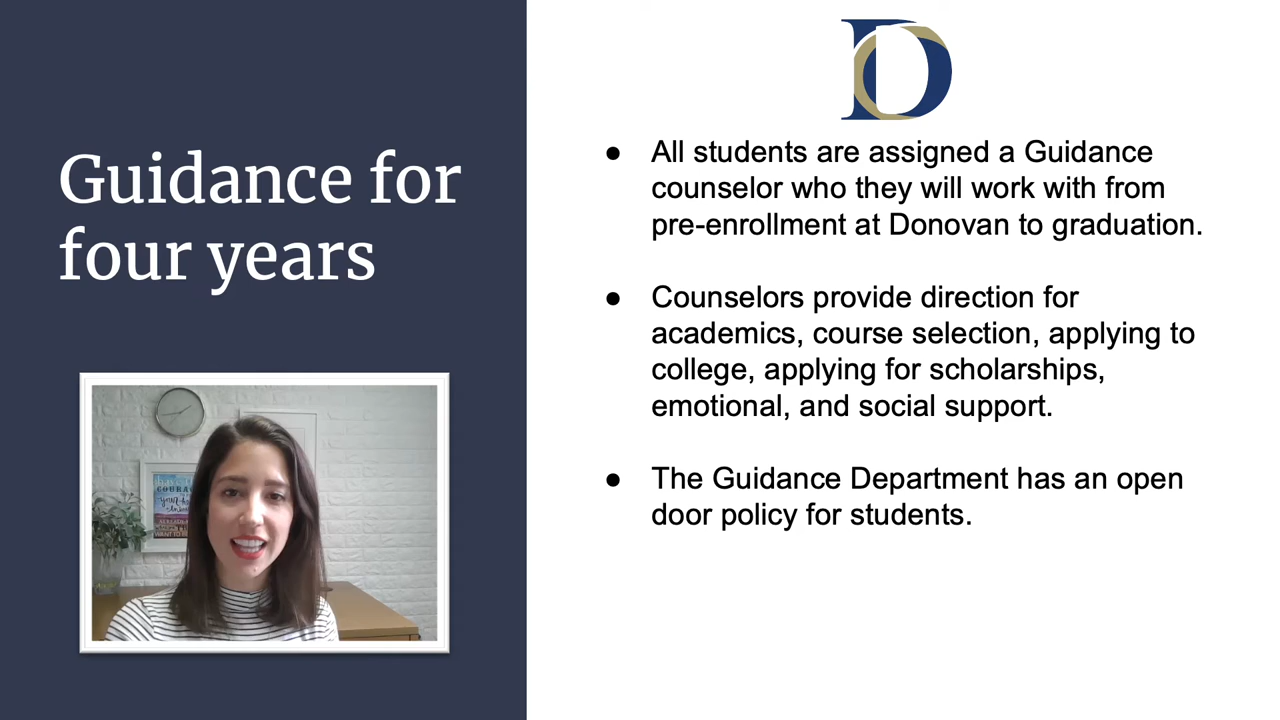 Guidance for
four years
All students are assigned a Guidance
counselor who they will work with from
pre-enrollment at Donovan to graduation.
Counselors provide direction for
academics, course selection, applying to
college, applying for scholarships,
emotional, and social support.
The Guidance Department has an open
door policy for students.